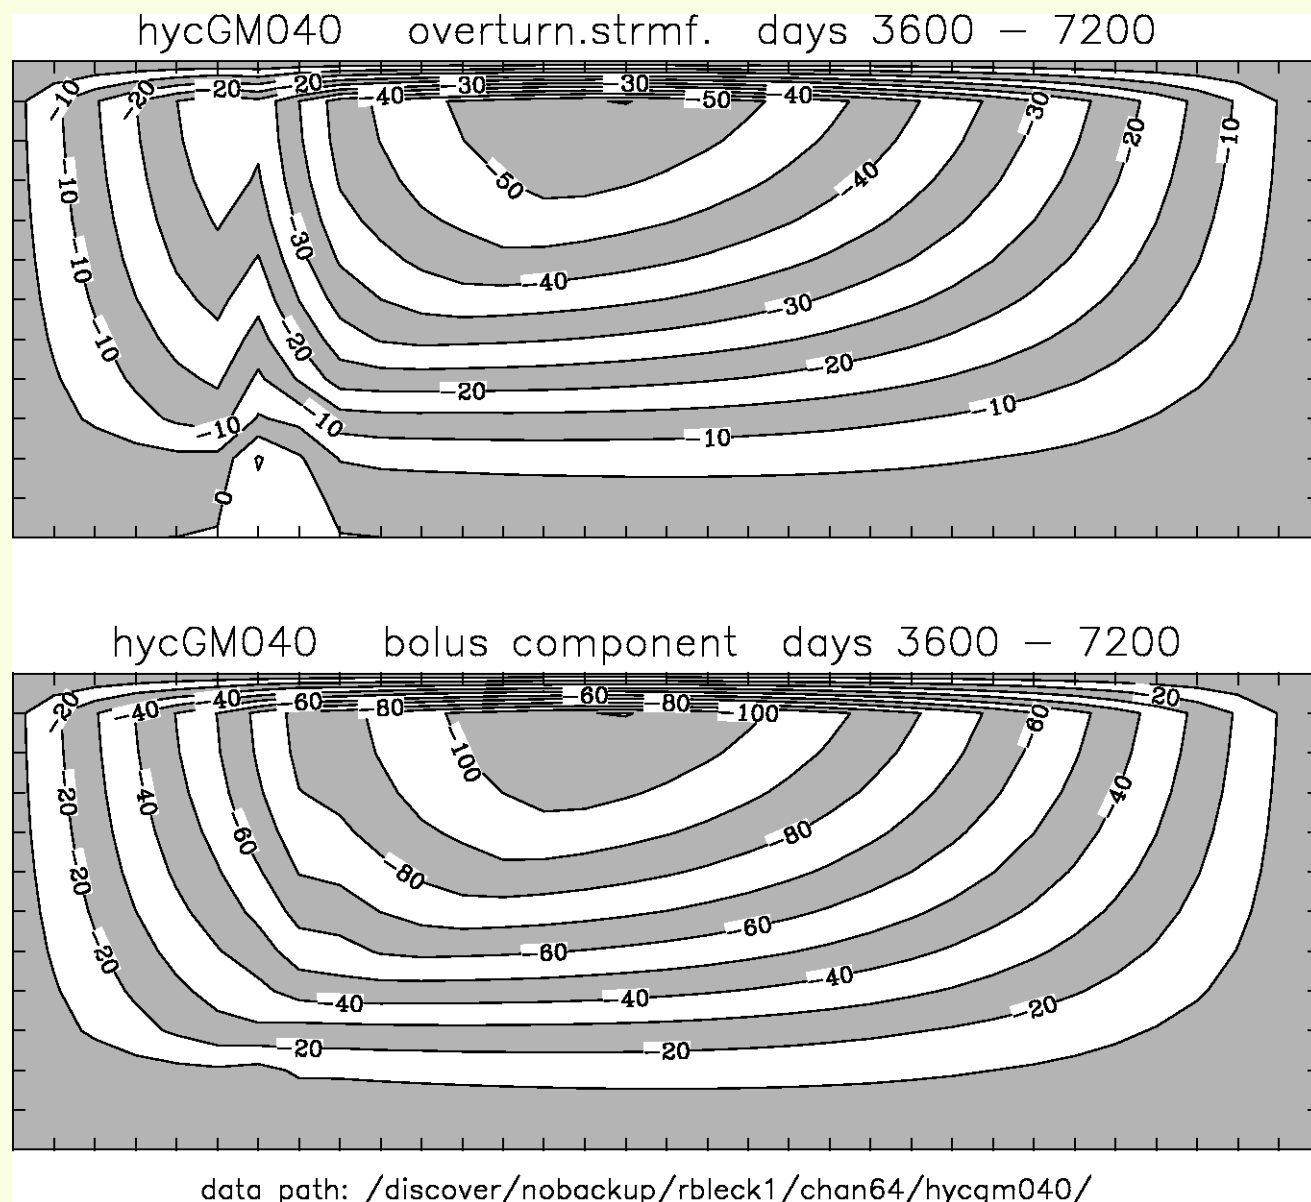 hycGM040 overturn.strmf. days 3600 – 7200
-10 -20 -20 -20 -30 -30 -40 -50 -40
-30 -20 -10
-10 -50 -40
-10 -30 -40
-30
-10 -20 -20 -20
-10 -10 -10 -10
0
hycGM040 bolus component days 3600 – 7200
-20 -40 -40 -60 -80 -60 -80 -100 -20
-100 -60
-20 -40 -60 -80 -40
-20 -80
-20 -60 -60
-40 -40 -40
-20 -20 -20
data path: /discover/nobackup/rbleck1/chan64/hycgm040/